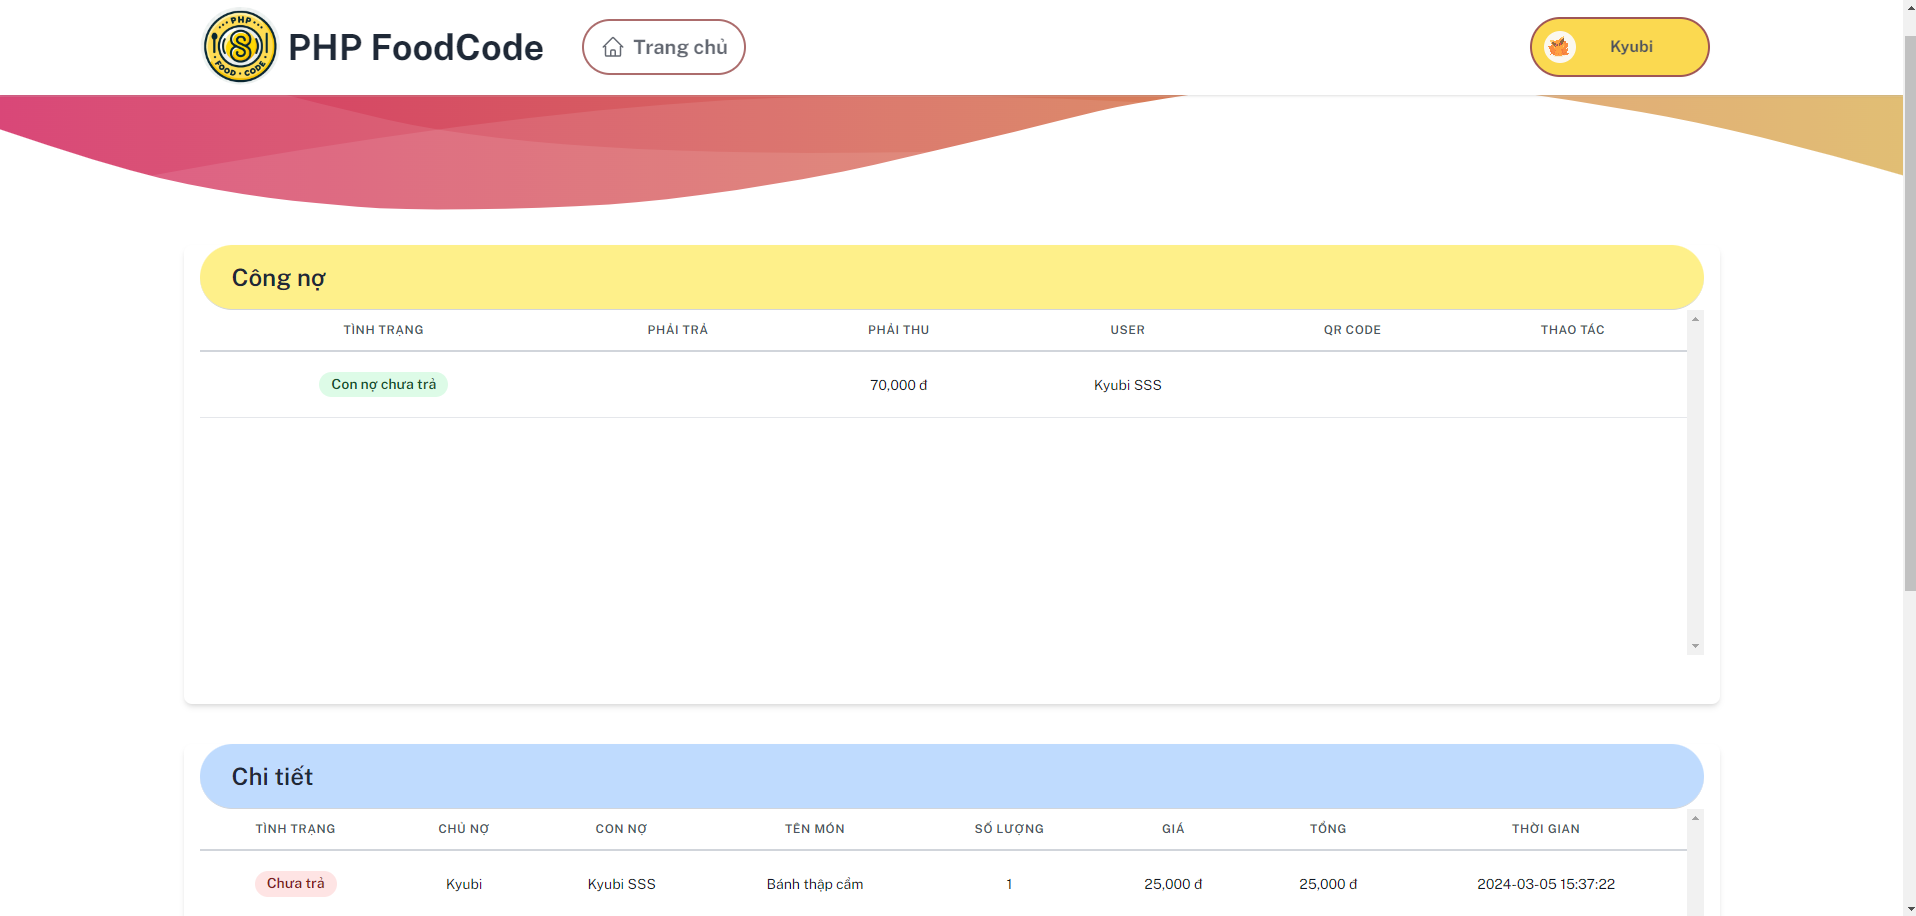 PHP
FOOD • CODE
PHP FoodCode
Trang chủ
Kyubi
Công nợ
TÌNH TRẠNG PHẢI TRẢ PHẢI THU USER QR CODE THAO TÁC
Con nợ chưa trả 70,000 đ Kyubi SSS
Chi tiết
TÌNH TRẠNG CHỦ NỢ CON NỢ TÊN MÓN SỐ LƯỢNG GIÁ TỔNG THỜI GIAN
Chưa trả Kyubi Kyubi SSS Bánh thập cẩm 1 25,000 đ 25,000 đ 2024-03-05 15:37:22